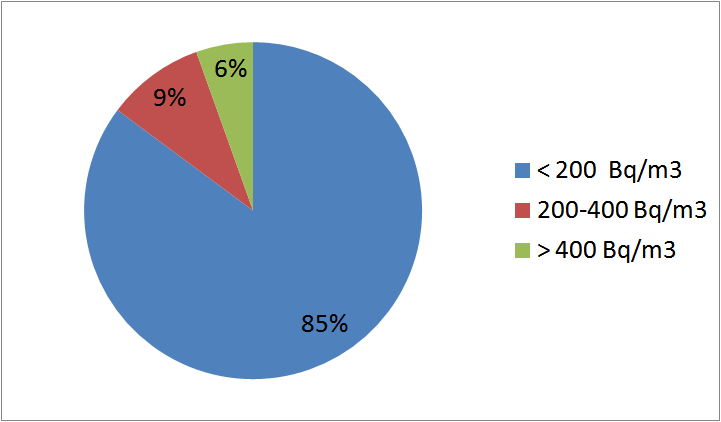 6%
9%
85%
< 200  Bq/m3
200-400 Bq/m3
> 400 Bq/m3